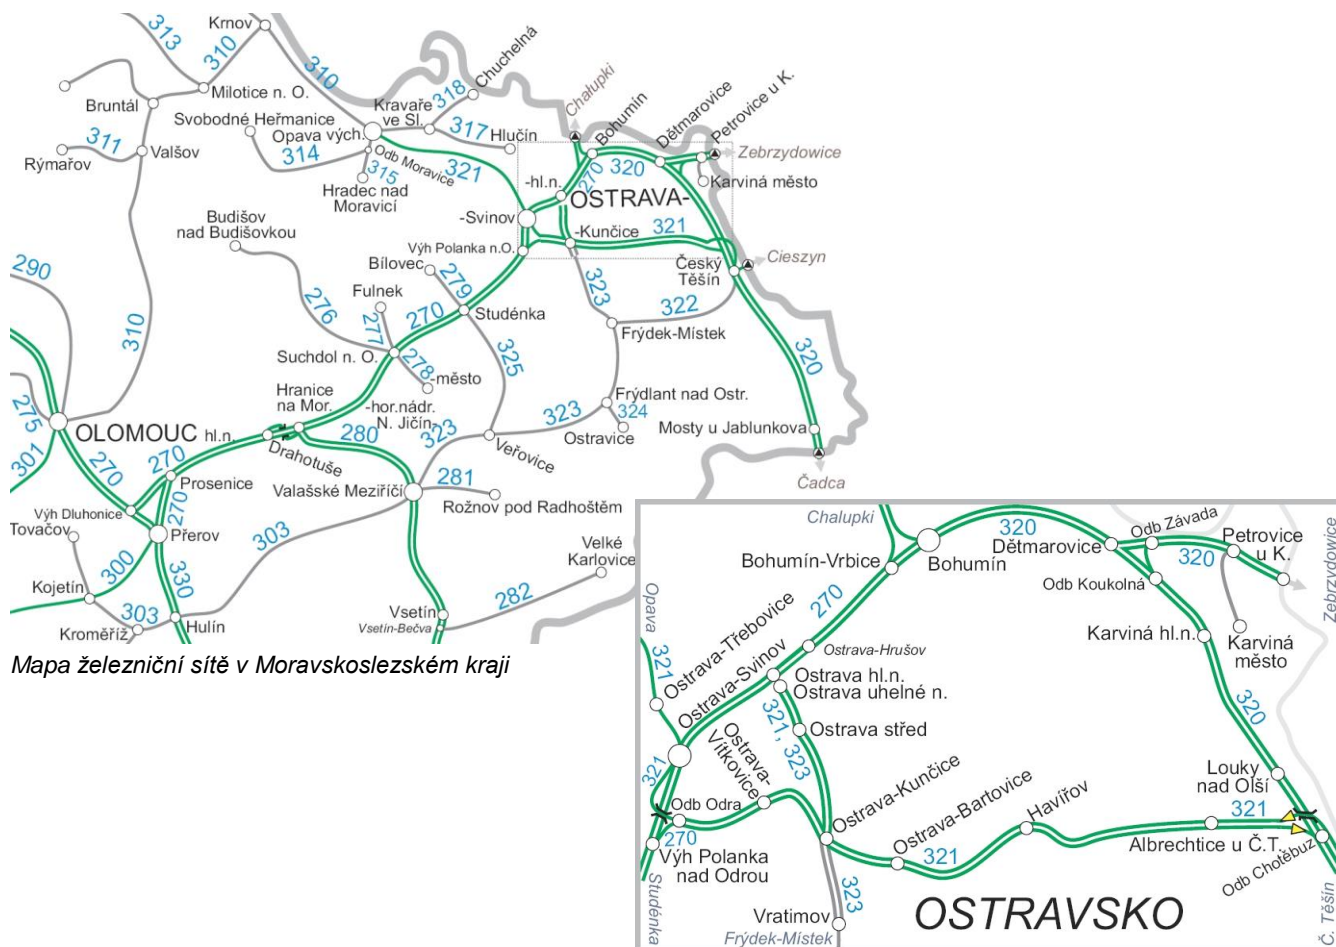 313
Krnov
310
310
Milotice n. O.
Bruntál
Svobodné Heřmanice
311
Rýmařov
Valšov
Opava vých.
314
Odb Moravice
315
Hradec nad
Moravicí
Kravaře
ve Sl.
318
Chuchelná
317
Hlučín
321
Chałupki
Bohumín
Dětmarovice
Petrovice u K.
Zebrzydowice
320
270
Karviná město
-hl.n.
OSTRAVA-
-Svinov
-Kunčice
321
Výh Polanka n.O.
Český
Těšín
Cieszyn
Budišov
nad Budišovkou
Bílovec
279
Fulnek
276
277
270
Studénka
323
322
Frýdek-Místek
290
310
Suchdol n. O.
278
-město
325
320
Hranice
na Mor.
-hor.nádr.
N. Jičín-
323
323
Frýdlant nad Ostr.
324
Ostravice
Mosty u Jablunkova
Čadca
275
OLOMOUC hl.n.
301
270
270
Drahotuše
280
Veřovice
Prosenice
Valašské Meziříčí
281
Rožnov pod Radhoštěm
Výh Dluhonice
270
Tovačov
Přerov
303
Velké
Karlovice
300
330
Kojetín
303
Hulín
Kroměříž
Vsetín
Vsetín-Bečva
282
Mapa železniční sítě v Moravskoslezském kraji
Chalupki
320
Odb Závada
Dětmarovice
320
Petrovice
u K.
Zebrzydowice
Bohumín-Vrbice
Bohumín
Odb Koukolná
Opava
270
Karviná hl.n.
Karviná
město
Ostrava-Třebovice
Ostrava-Svinov
Ostrava-Hrušov
321
Ostrava hl.n.
Ostrava uhelné n.
321, 323
Ostrava střed
320
Ostrava-
Vítkovice
321
Louky
nad Olší
Odb Odra
Ostrava-Kunčice
Ostrava-Bartovice
Havířov
321
270
321
Albrechtice u Č.T.
Odb Chotěbuz
Výh Polanka
nad Odrou
323
Studénka
Vratimov
Frýdek-Místek
OSTRAVSKO
Č. Těšín